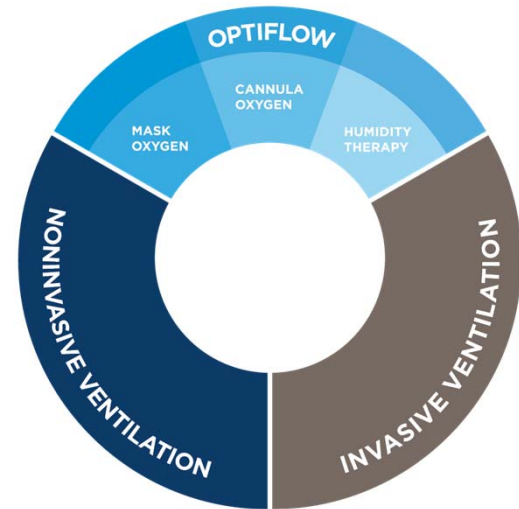 OPTIFLOW
CANNULA
OXYGEN
MASK
OXYGEN
HUMIDITY
THERAPY
NONINVASIVE VENTILATION
INVASIVE VENTILATION